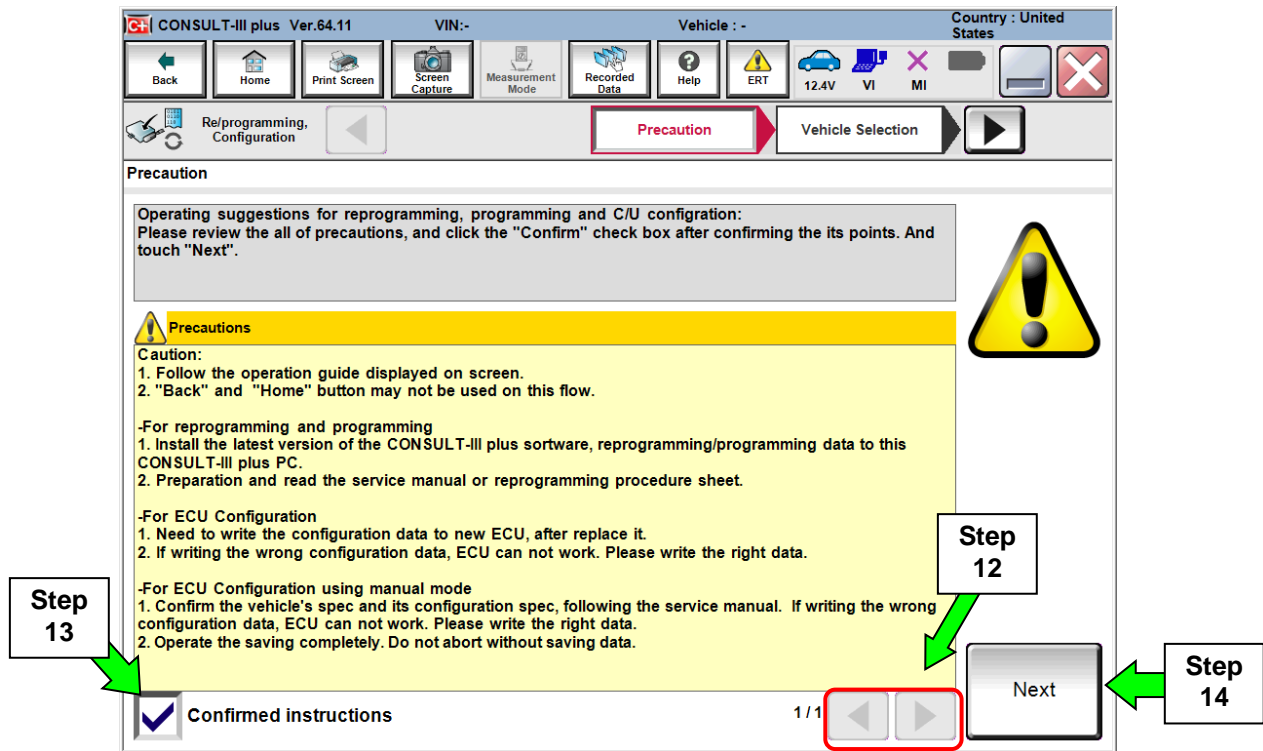 CONSULT-III plus Ver.64.11 VIN:- Vehicle : - Country : United States
Back Home Print Screen Screen Capture Measurement Mode Recorded Data Help ERT 12.4V VI MI
Re/programming, Configuration Precaution Vehicle Selection
Precaution
Operating suggestions for reprogramming, programming and C/U configration:
Please review the all of precautions, and click the "Confirm" check box after confirming the its points. And
touch "Next".
Precautions
Caution:
1. Follow the operation guide displayed on screen.
2. "Back" and "Home" button may not be used on this flow.
-For reprogramming and programming
1. Install the latest version of the CONSULT-III plus sortware, reprogramming/programming data to this
CONSULT-III plus PC.
2. Preparation and read the service manual or reprogramming procedure sheet.
-For ECU Configuration
1. Need to write the configuration data to new ECU, after replace it.
2. If writing the wrong configuration data, ECU can not work. Please write the right data.
Step
12
-For ECU Configuration using manual mode
1. Confirm the vehicle's spec and its configuration spec, following the service manual. If writing the wrong
configuration data, ECU can not work. Please write the right data.
2. Operate the saving completely. Do not abort without saving data.
Step
13
Confirmed instructions
1 / 1
Next
Step
14